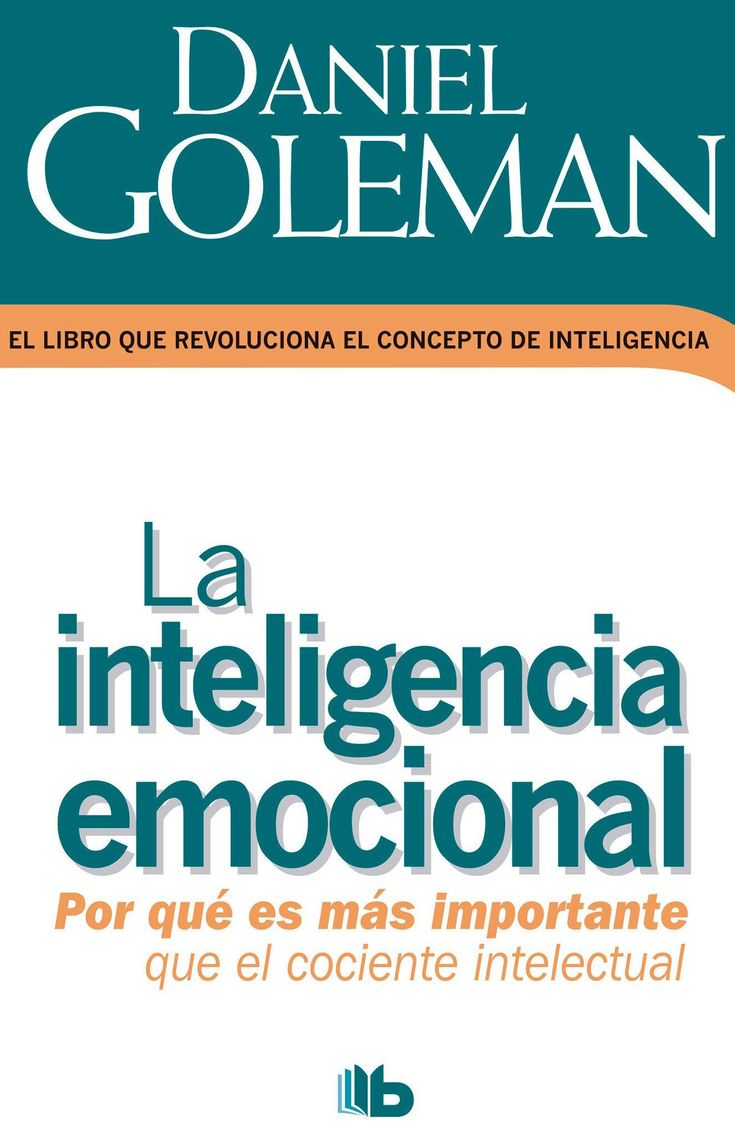 DANIEL
GOLEMAN
EL LIBRO QUE REVOLUCIONA EL CONCEPTO DE INTELIGENCIA
La
inteligencia
emocional
Por qué es más importante
que el cociente intelectual
b